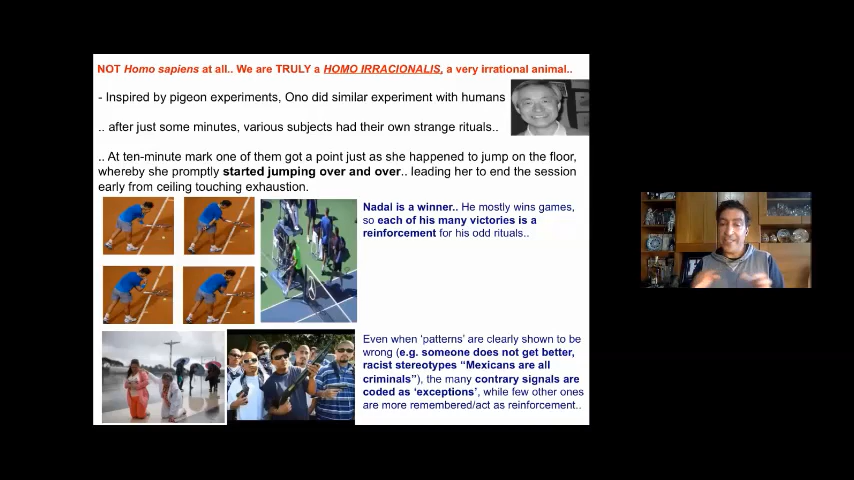 NOT Homo sapiens at all.. We are TRULY a HOMO IRRACIONALIS, a very irrational animal..
- Inspired by pigeon experiments, Ono did similar experiment with humans
.. after just some minutes, various subjects had their own strange rituals..
.. At ten-minute mark one of them got a point just as she happened to jump on the floor,
whereby she promptly started jumping over and over.. leading her to end the session
early from ceiling touching exhaustion.
Nadal is a winner.. He mostly wins games,
so each of his many victories is a
reinforcement for his odd rituals..
Even when ‘patterns’ are clearly shown to be
wrong (e.g. someone does not get better,
racist stereotypes “Mexicans are all
criminals”), the many contrary signals are
coded as ‘exceptions’, while few other ones
are more remembered/act as reinforcement..